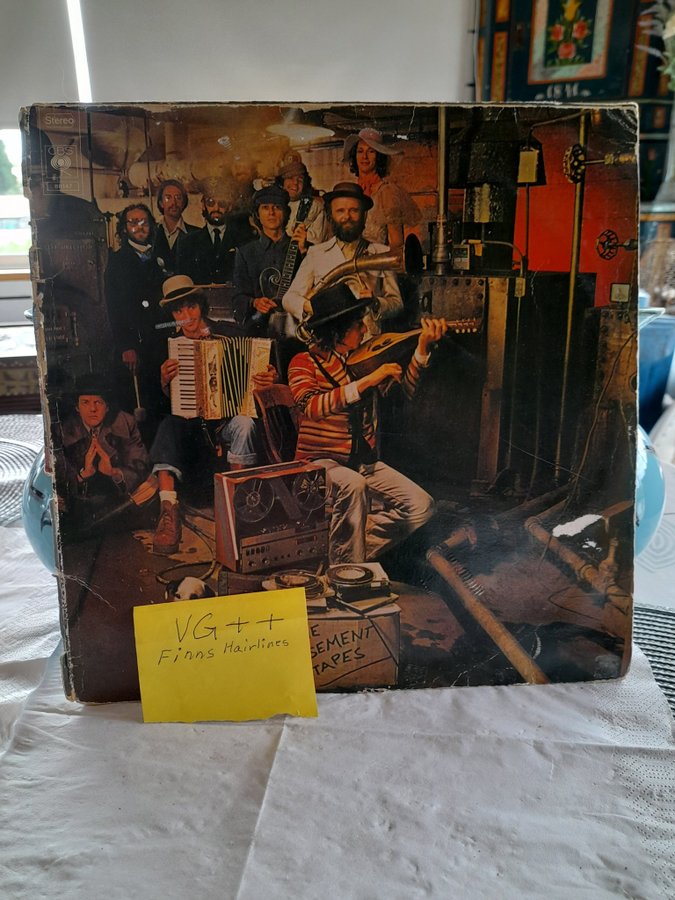 Stereo
CBS
VG++
Finns Hairlines
SEMENT
TAPES